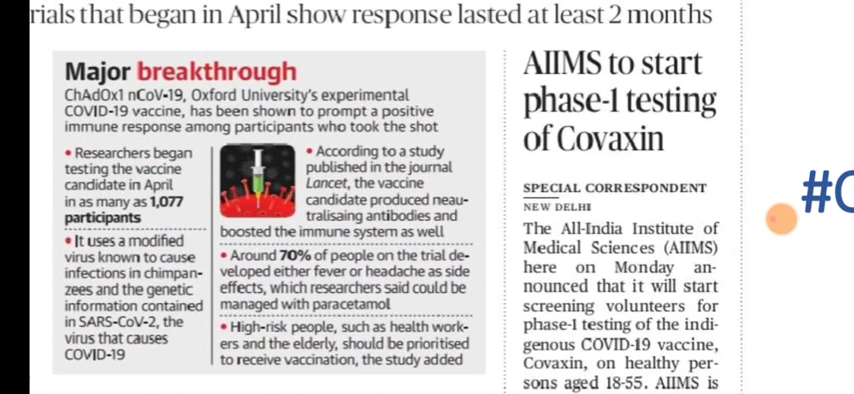 rials that began in April show response lasted at least 2 months
Major breakthrough
ChAdOx1 nCoV-19, Oxford University's experimental
COVID-19 vaccine, has been shown to prompt a positive
immune response among participants who took the shot
• Researchers began
testing the vaccine
candidate in April
in as many as 1,077
participants
• It uses a modified
virus known to cause
infections in chimpan-
zees and the genetic
information contained
in SARS-CoV-2, the
virus that causes
COVID-19
• According to a study
published in the journal
Lancet, the vaccine
candidate produced neau-
tralisaing antibodies and
boosted the immune system as well
• Around 70% of people on the trial de-
veloped either fever or headache as side
effects, which researchers said could be
managed with paracetamol
• High-risk people, such as health work-
ers and the elderly, should be prioritised
to receive vaccination, the study added
AIIMS to start
phase-1 testing
of Covaxin
SPECIAL CORRESPONDENT
NEW DELHI
The All-India Institute of
Medical Sciences (AIIMS)
here on Monday an-
nounced that it will start
screening volunteers for
phase-1 testing of the indi-
genous COVID-19 vaccine,
Covaxin, on healthy per-
sons aged 18-55. AIIMS is